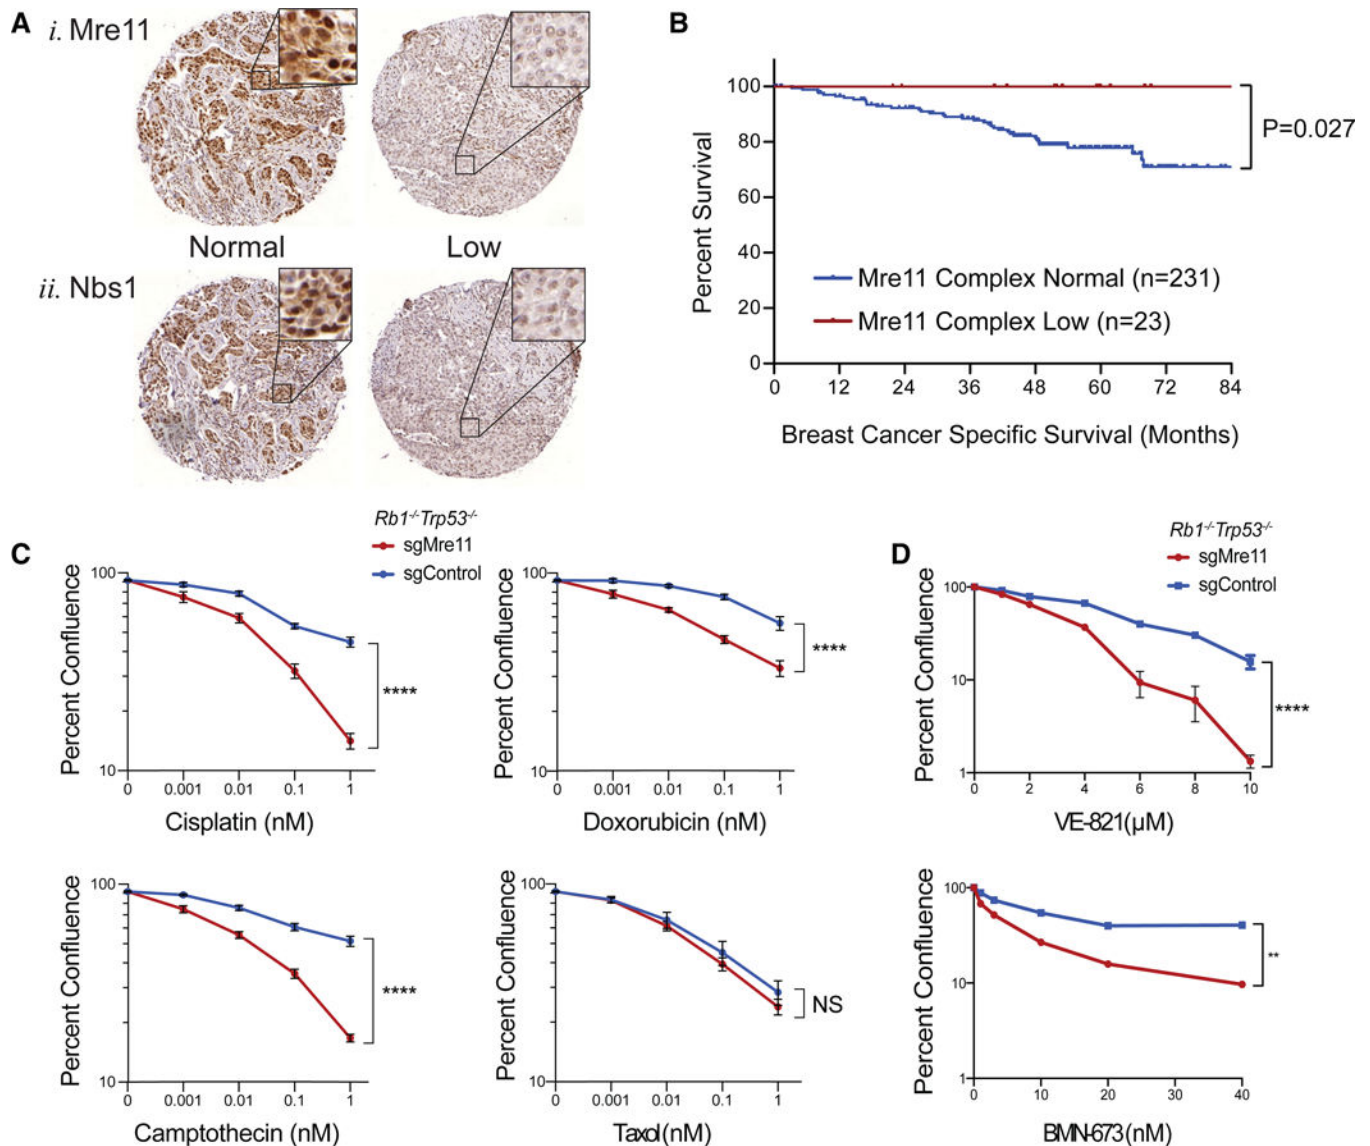 A
i. Mre11
Normal
Low
ii. Nbs1
B
Percent Survival
100
80
60
40
20
0
P=0.027
Mre11 Complex Normal (n=231)
Mre11 Complex Low (n=23)
0 12 24 36 48 60 72 84
Breast Cancer Specific Survival (Months)
C
Rb1-/-Trp53-/-
sgMre11
sgControl
Percent Confluence
100
10
****
0 0.001 0.01 0.1 1
Cisplatin (nM)
Percent Confluence
100
10
****
0 0.001 0.01 0.1 1
Doxorubicin (nM)
Percent Confluence
100
10
****
0 0.001 0.01 0.1 1
Camptothecin (nM)
Percent Confluence
100
10
NS
0 0.001 0.01 0.1 1
Taxol(nM)
D
Rb1-/-Trp53-/-
sgMre11
sgControl
Percent Confluence
100
10
1
****
0 2 4 6 8 10
VE-821(µM)
Percent Confluence
100
10
1
**
0 10 20 30 40
BMN-673(nM)